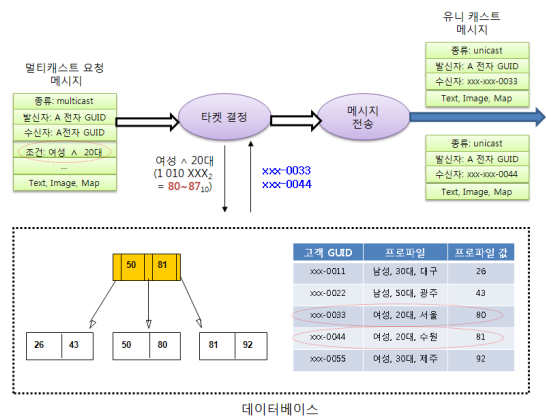 유니 캐스트
메시지
종류: unicast
발신자: A 전자 GUID
수신자: xxx-xxx-0033
Text, Image, Map
멀티캐스트 요청
메시지
종류: multicast
발신자: A 전자 GUID
수신자: A전자 GUID
조건: 여성 ∧ 20대
...
Text, Image, Map
타켓 결정
메시지
전송
종류: unicast
발신자: A 전자 GUID
수신자: xxx-xxx-0044
Text, Image, Map
여성 ∧ 20대
(1 010 XXX2
= 80~8710)
xxx-0033
xxx-0044
50 81
26 43
50 80
81 92
고객 GUID 프로파일 프로파일 값
xxx-0011 남성, 30대, 대구 26
xxx-0022 남성, 50대, 광주 43
xxx-0033 여성, 20대, 서울 80
xxx-0044 여성, 20대, 수원 81
xxx-0055 여성, 30대, 제주 92
데이터베이스